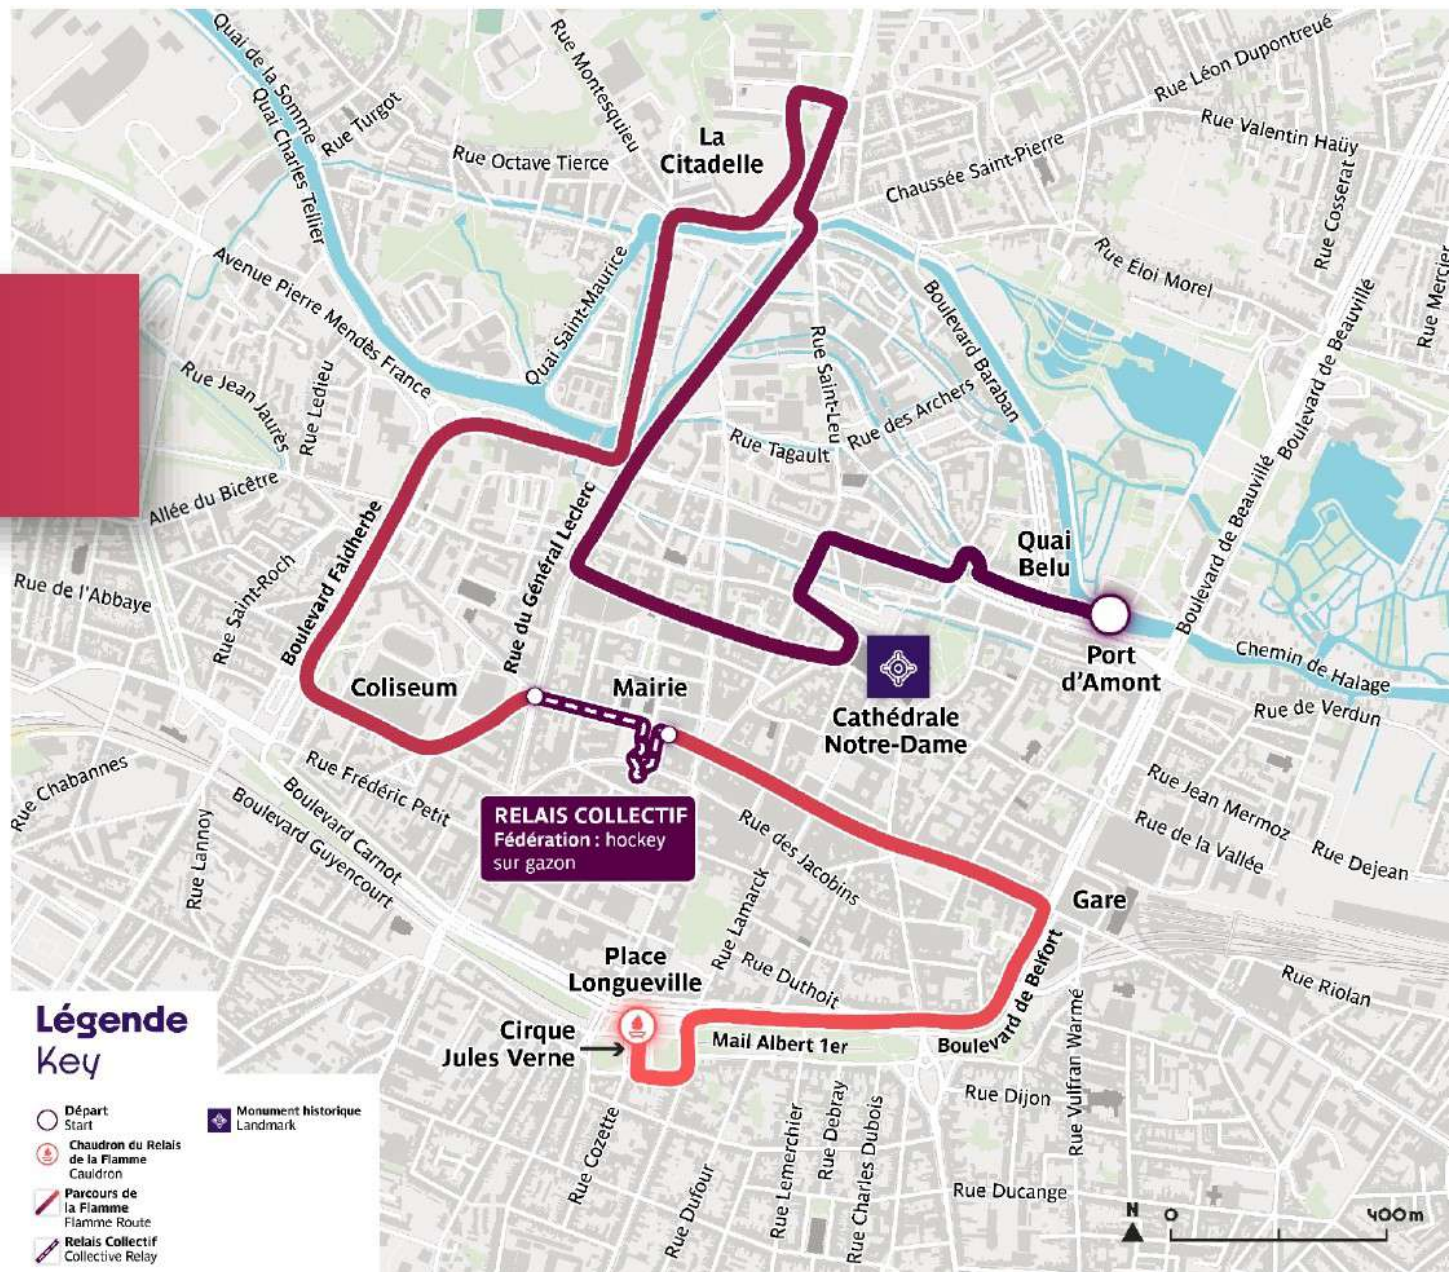 Quai de la Somme
Quai Charles Tellier
Rue Turgot
Rue Montesquieu
Rue Octave Tierce
La
Citadelle
Rue Léon Dupontreué
Rue Valentin Haüy
Chaussée Saint-Pierre
Rue Cosserat
Rue Mercier
Rue Éloi Morel
Avenue Pierre Mendès France
Quai Saint-Maurice
Boulevard Baraban
Boulevard de Beauvillé
Rue Jean Jaurès
Rue Ledieu
Rue Saint-Leu
Rue des Archers
Rue Tagault
Allée du Bicêtre
Boulevard de Beauvillé
Rue du Général Leclerc
Boulevard Faidherbe
Quai
Belu
Rue de l'Abbaye
Rue Saint-Roch
Port
d'Amont
Chemin de Halage
Rue de Verdun
Coliseum
Mairie
Cathédrale
Notre-Dame
Rue Chabannes
Rue Frédéric Petit
Boulevard Carnot
Boulevard Guyencourt
Rue Lannoy
RELAIS COLLECTIF
Fédération : hockey
sur gazon
Rue des Jacobins
Rue Jean Mermoz
Rue de la Vallée
Rue Dejean
Rue Lamarck
Gare
Place
Longueville
Rue Duthoit
Boulevard de Belfort
Rue Riolan
Cirque
Jules Verne
Mail Albert 1er
Rue Vulfran Warmé
Rue Dijon
Rue Cozette
Rue Dufour
Rue Lemerchier
Rue Debray
Rue Charles Dubois
Rue Ducange
N
0
400m
Légende
Key
Départ
Start
Chaudron du Relais
de la Flamme
Cauldron
Parcours de
la Flamme
Flamme Route
Relais Collectif
Collective Relay
Monument historique
Landmark